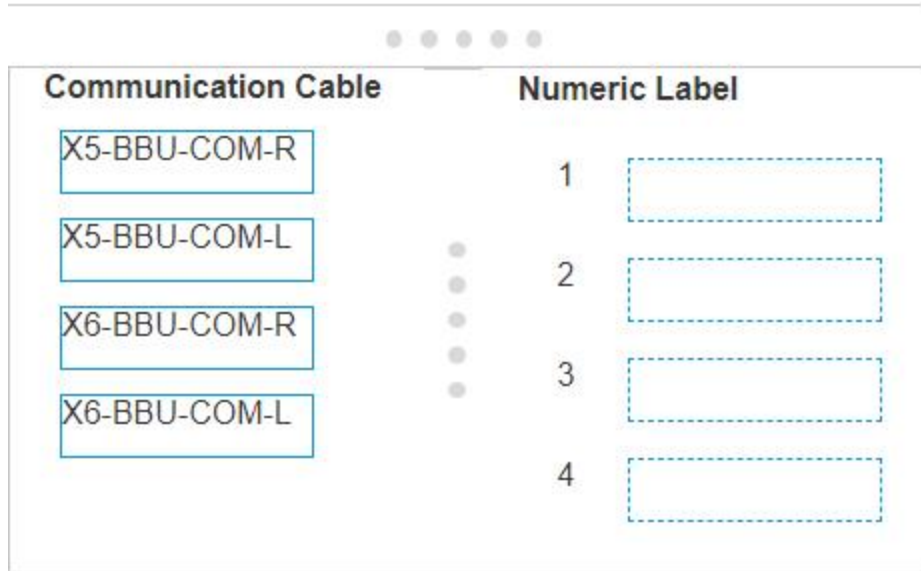 Communication Cable
Numeric Label
X5-BBU-COM-R
X5-BBU-COM-L
X6-BBU-COM-R
X6-BBU-COM-L
1
2
3
4